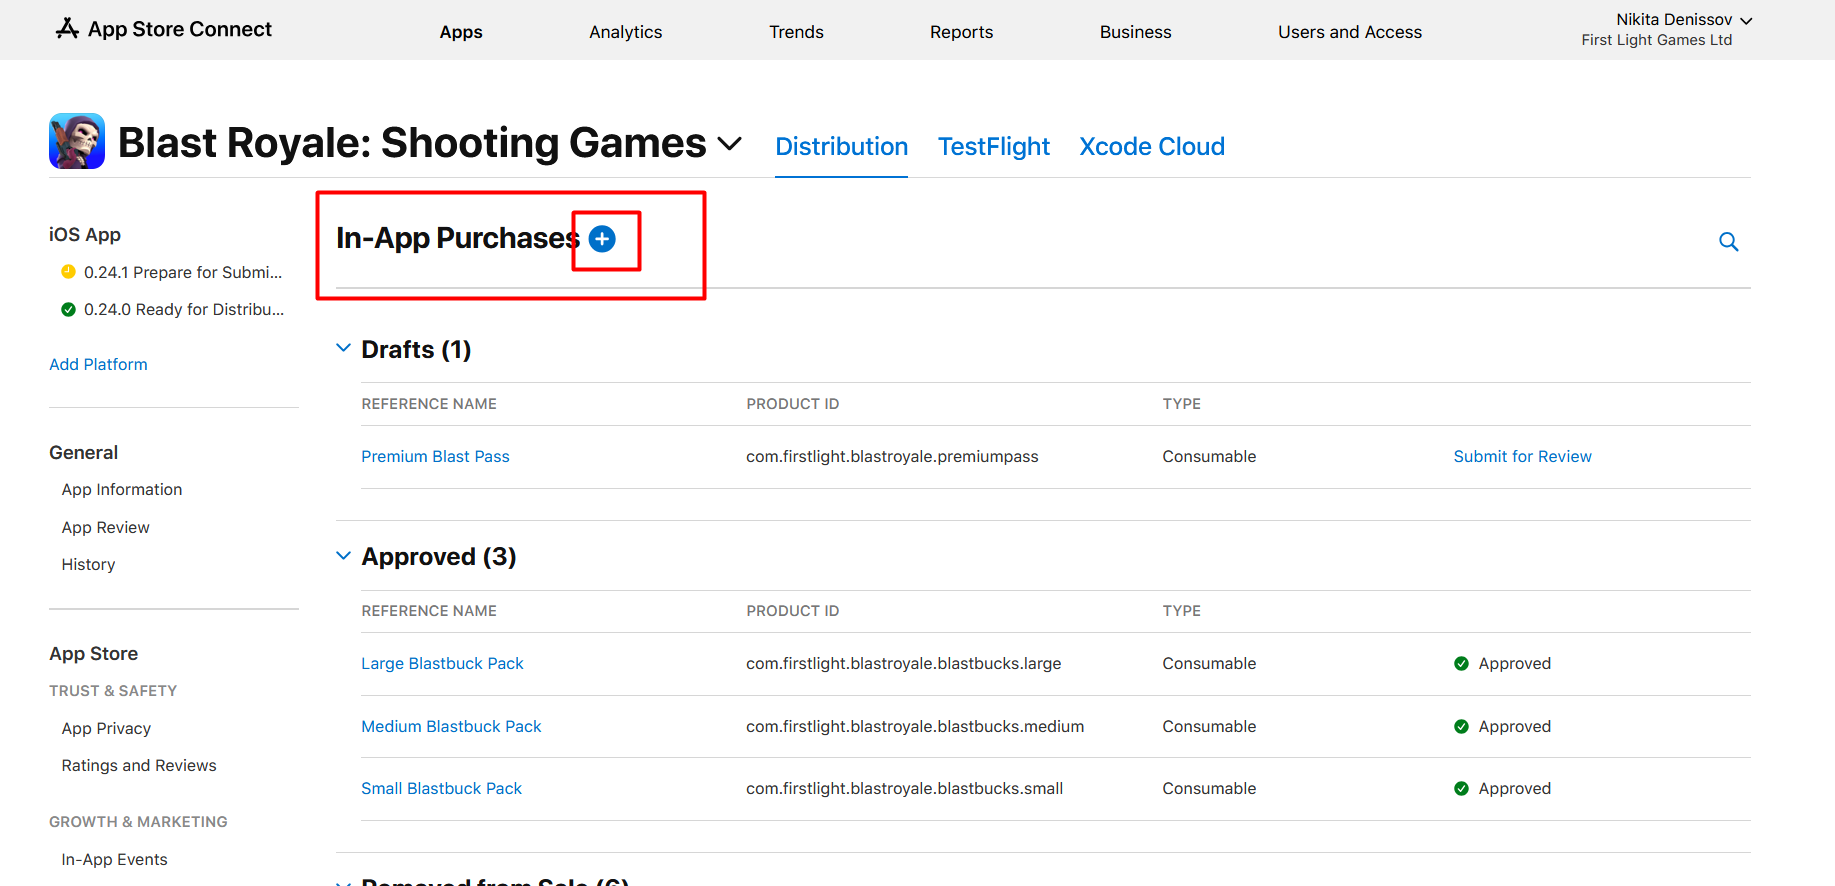 App Store Connect
Apps
Analytics
Trends
Reports
Business
Users and Access
Nikita Denissov
First Light Games Ltd
Blast Royale: Shooting Games
Distribution
TestFlight
Xcode Cloud
iOS App
0.24.1 Prepare for Submi...
0.24.0 Ready for Distribu...
Add Platform
General
App Information
App Review
History
App Store
TRUST & SAFETY
App Privacy
Ratings and Reviews
GROWTH & MARKETING
In-App Events
In-App Purchases
Drafts (1)
REFERENCE NAME PRODUCT ID TYPE
Premium Blast Pass com.firstlight.blastroyale.premiumpass Consumable Submit for Review
Approved (3)
REFERENCE NAME PRODUCT ID TYPE
Large Blastbuck Pack com.firstlight.blastroyale.blastbucks.large Consumable Approved
Medium Blastbuck Pack com.firstlight.blastroyale.blastbucks.medium Consumable Approved
Small Blastbuck Pack com.firstlight.blastroyale.blastbucks.small Consumable Approved
Removed from Sale (6)